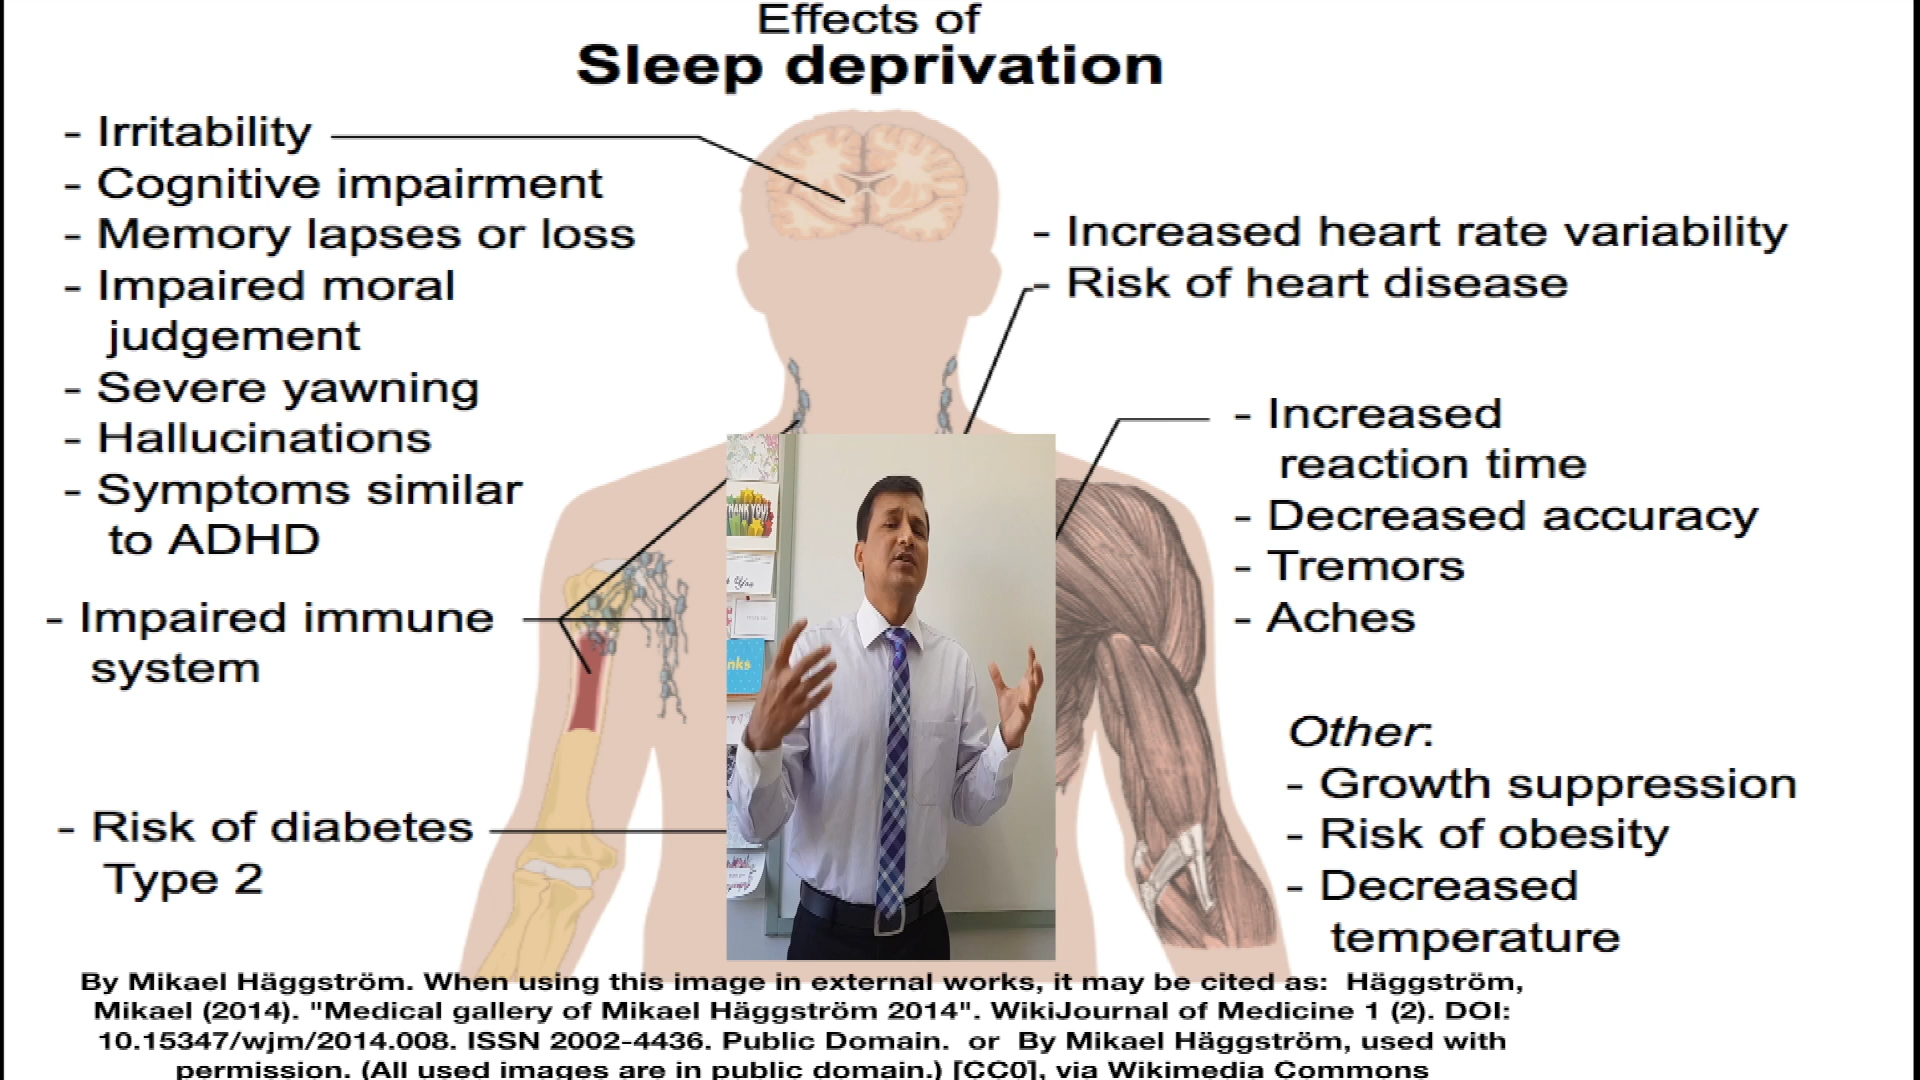 Effects of
Sleep deprivation
- Irritability
- Cognitive impairment
- Memory lapses or loss
- Impaired moral
judgement
- Severe yawning
- Hallucinations
- Symptoms similar
to ADHD
- Impaired immune
system
- Risk of diabetes
Type 2
- Increased heart rate variability
- Risk of heart disease
- Increased
reaction time
- Decreased accuracy
- Tremors
- Aches
Other:
- Growth suppression
- Risk of obesity
- Decreased
temperature
THANK YOU!
nks
By Mikael Häggström. When using this image in external works, it may be cited as: Häggström,
Mikael (2014). "Medical gallery of Mikael Häggström 2014". WikiJournal of Medicine 1 (2). DOI:
10.15347/wjm/2014.008. ISSN 2002-4436. Public Domain. or By Mikael Häggström, used with
permission. (All used images are in public domain.) [CC0], via Wikimedia Commons